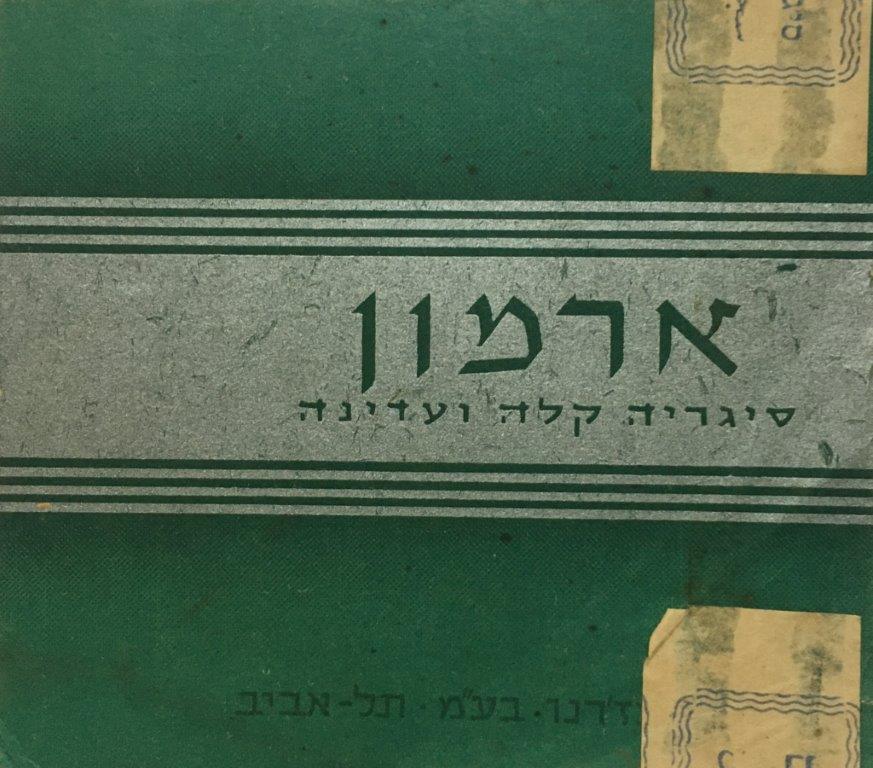 ארמון
סיגריה קלה ועדינה
בע"מ · תל-אביב